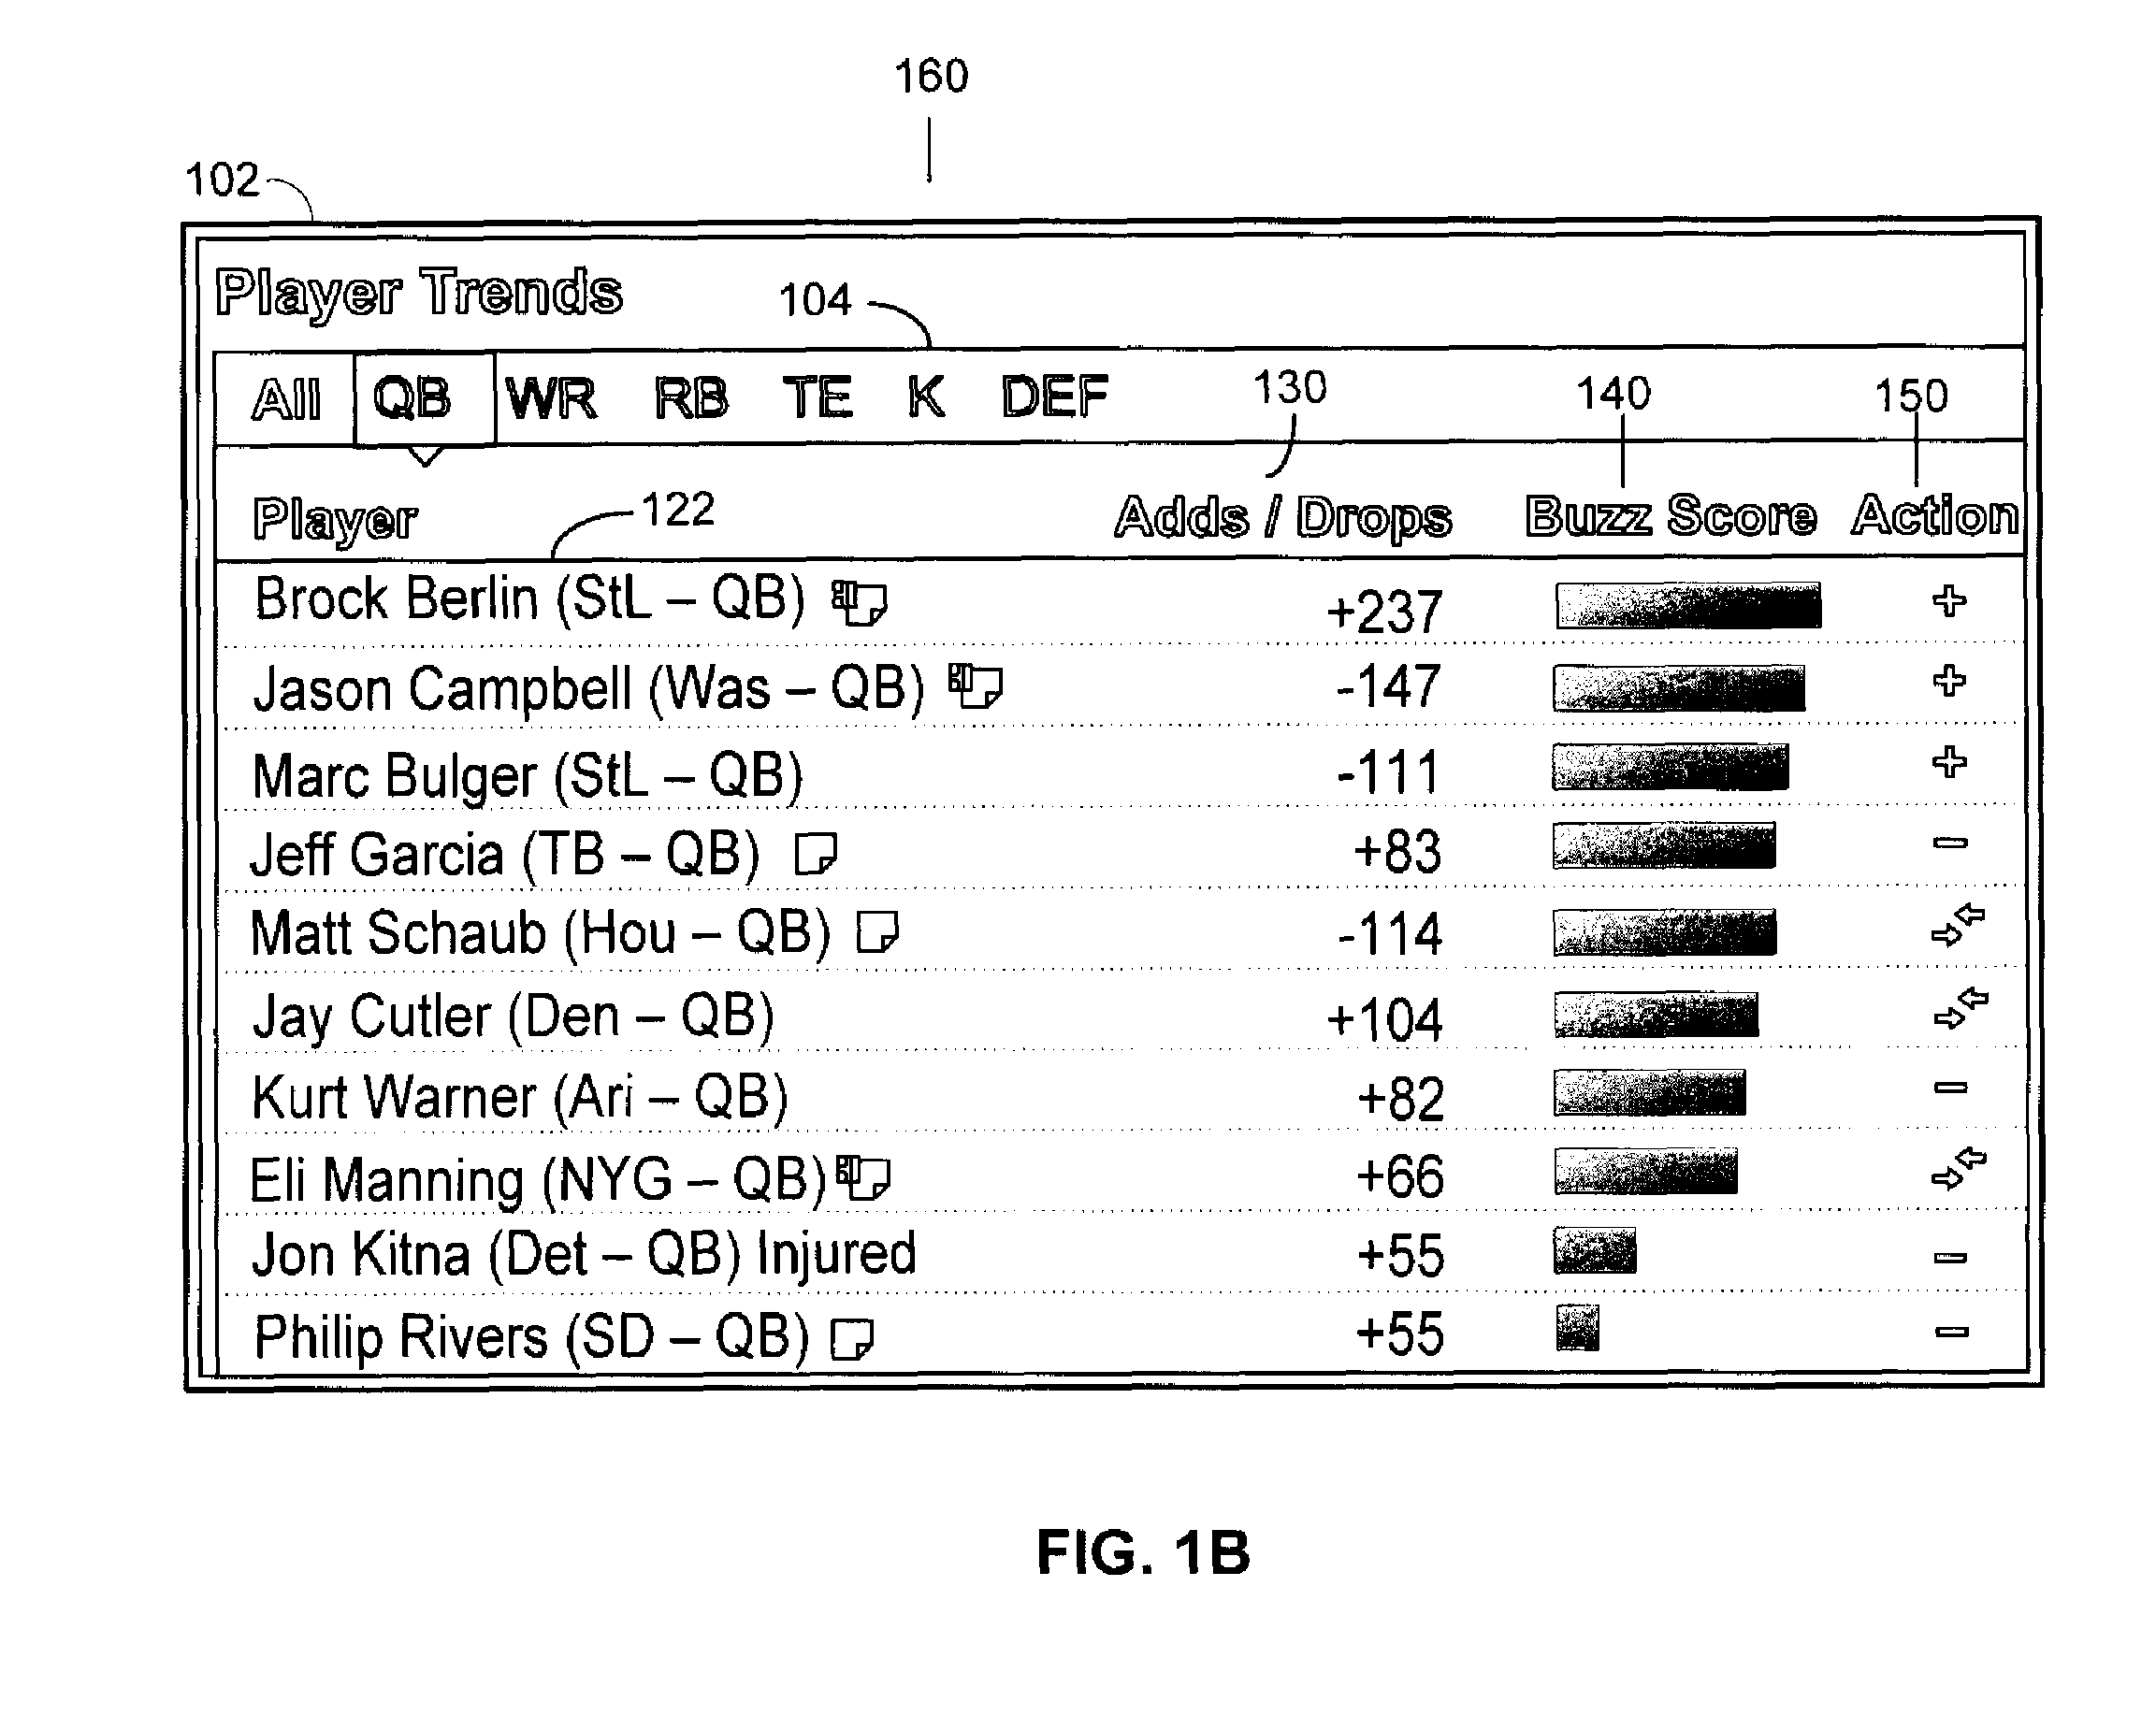 160
102
Player Trends
104
All QB WR RB TE K DEF 130 140 150
Player 122 Adds / Drops Buzz Score Action
Brock Berlin (StL – QB) +237 +
Jason Campbell (Was – QB) -147 +
Marc Bulger (StL – QB) -111 +
Jeff Garcia (TB – QB) +83 –
Matt Schaub (Hou – QB) -114
Jay Cutler (Den – QB) +104
Kurt Warner (Ari – QB) +82 –
Eli Manning (NYG – QB) +66
Jon Kitna (Det – QB) Injured +55 –
Philip Rivers (SD – QB) +55 –
FIG. 1B